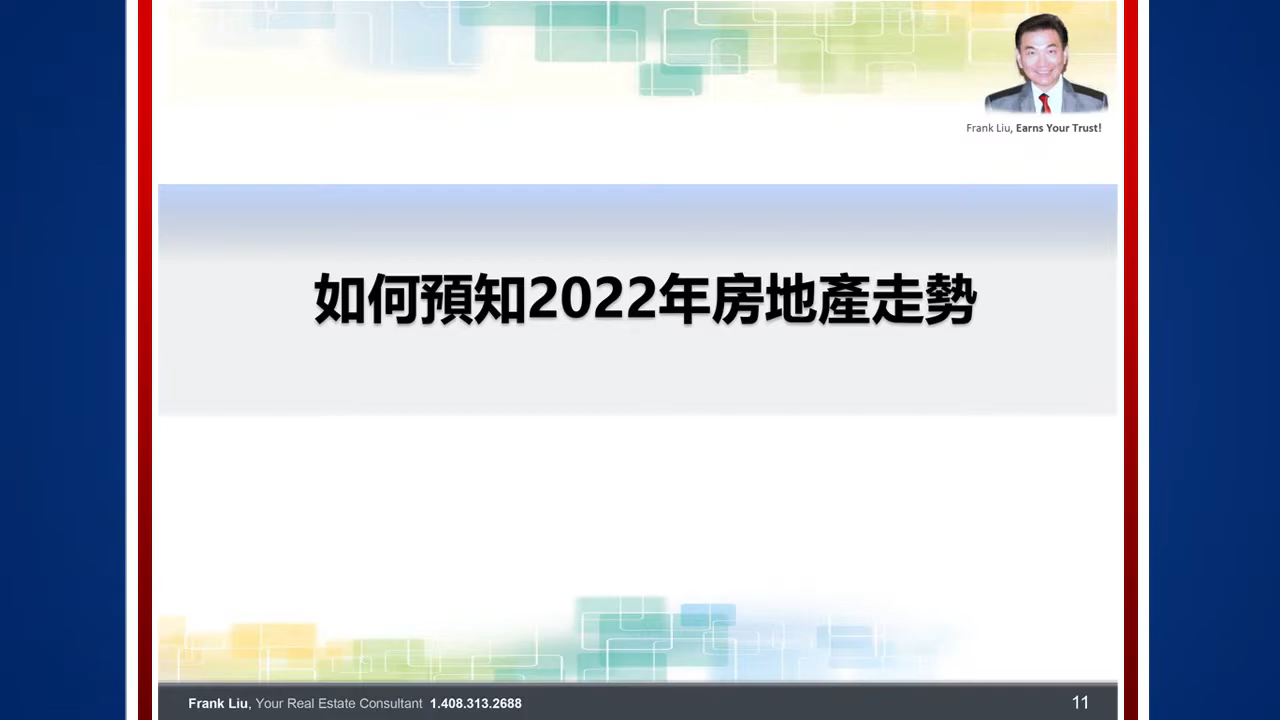 Frank Liu, Earns Your Trust!
如何預知2022年房地產走勢
Frank Liu, Your Real Estate Consultant 1.408.313.2688
11